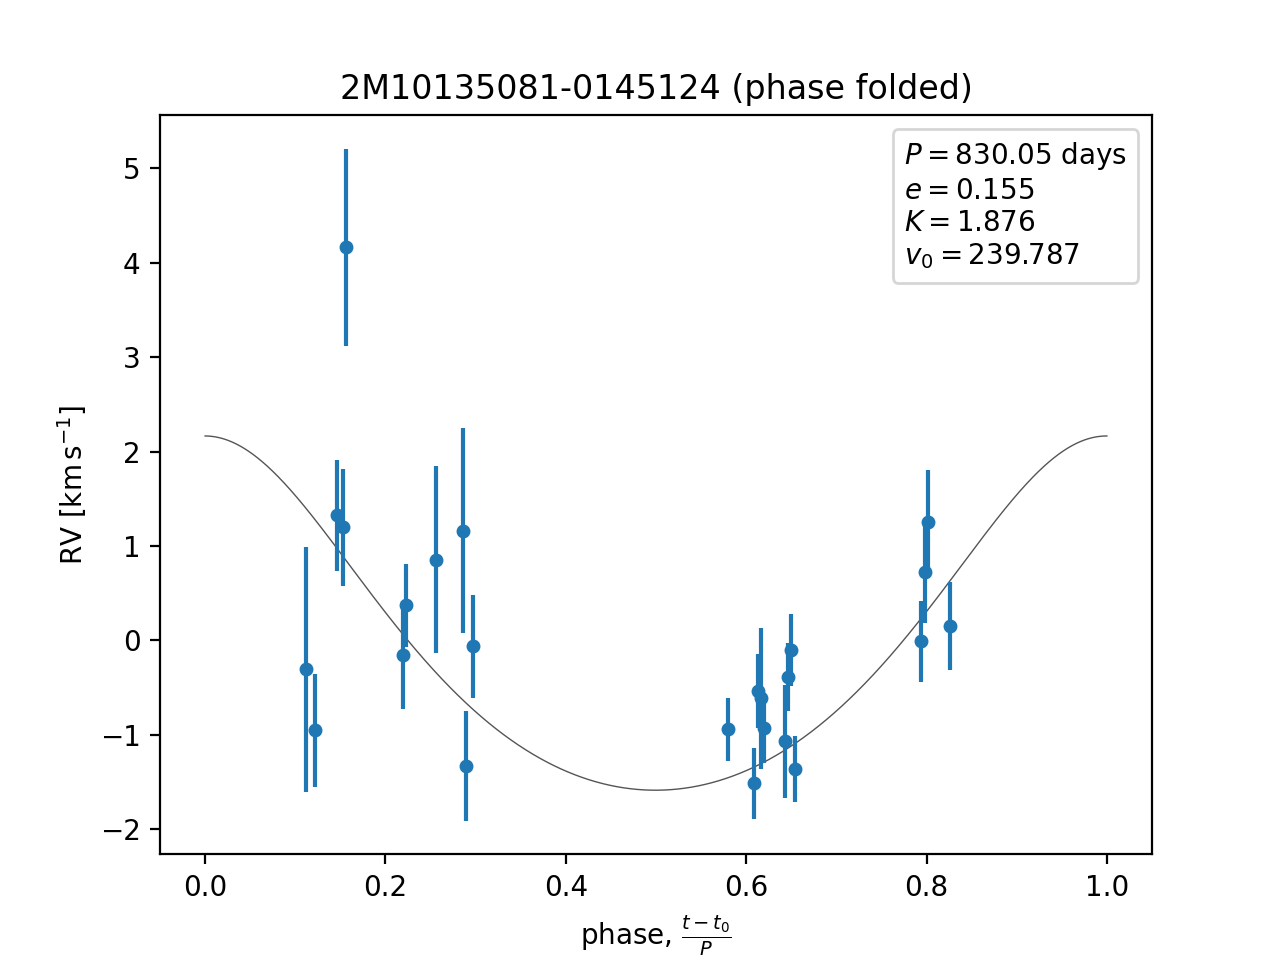 2M10135081-0145124 (phase folded)
P = 830.05 days
e = 0.155
K = 1.876
v₀ = 239.787
5
4
3
2
1
0
−1
−2
RV [km s⁻¹]
0.0 0.2 0.4 0.6 0.8 1.0
phase, (t − t₀)/P